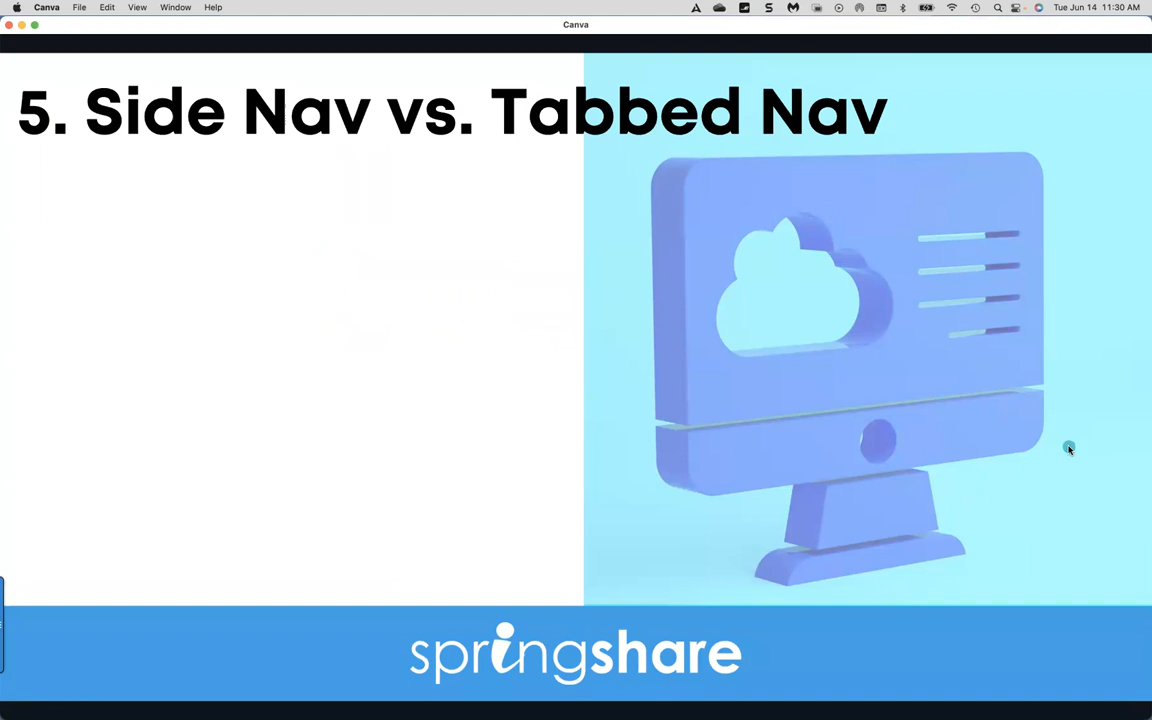 Canva File Edit View Window Help Tue Jun 14 11:30 AM
Canva
5. Side Nav vs. Tabbed Nav
springshare